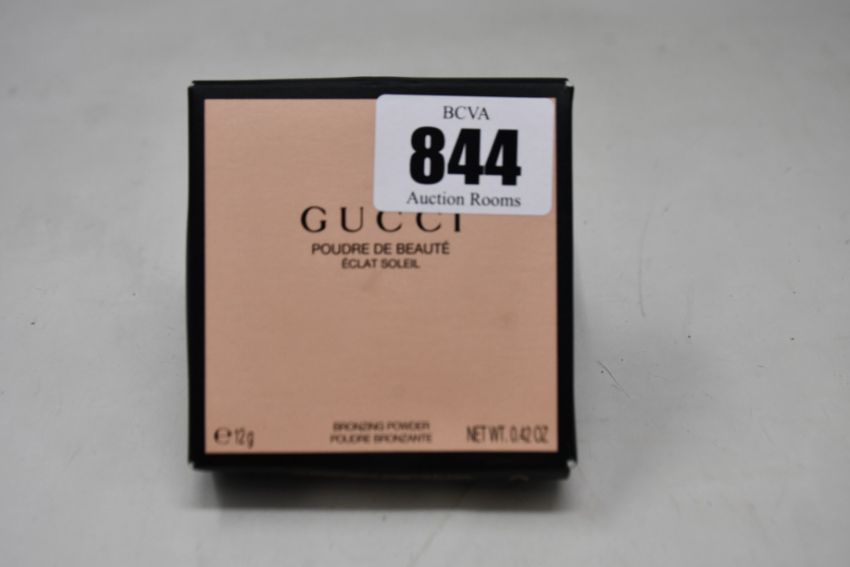 BCVA
844
Auction Rooms
GUCCI
POUDRE DE BEAUTÉ
ÉCLAT SOLEIL
℮ 12 g
BRONZING POWDER
POUDRE BRONZANTE
NET WT. 0.42 OZ